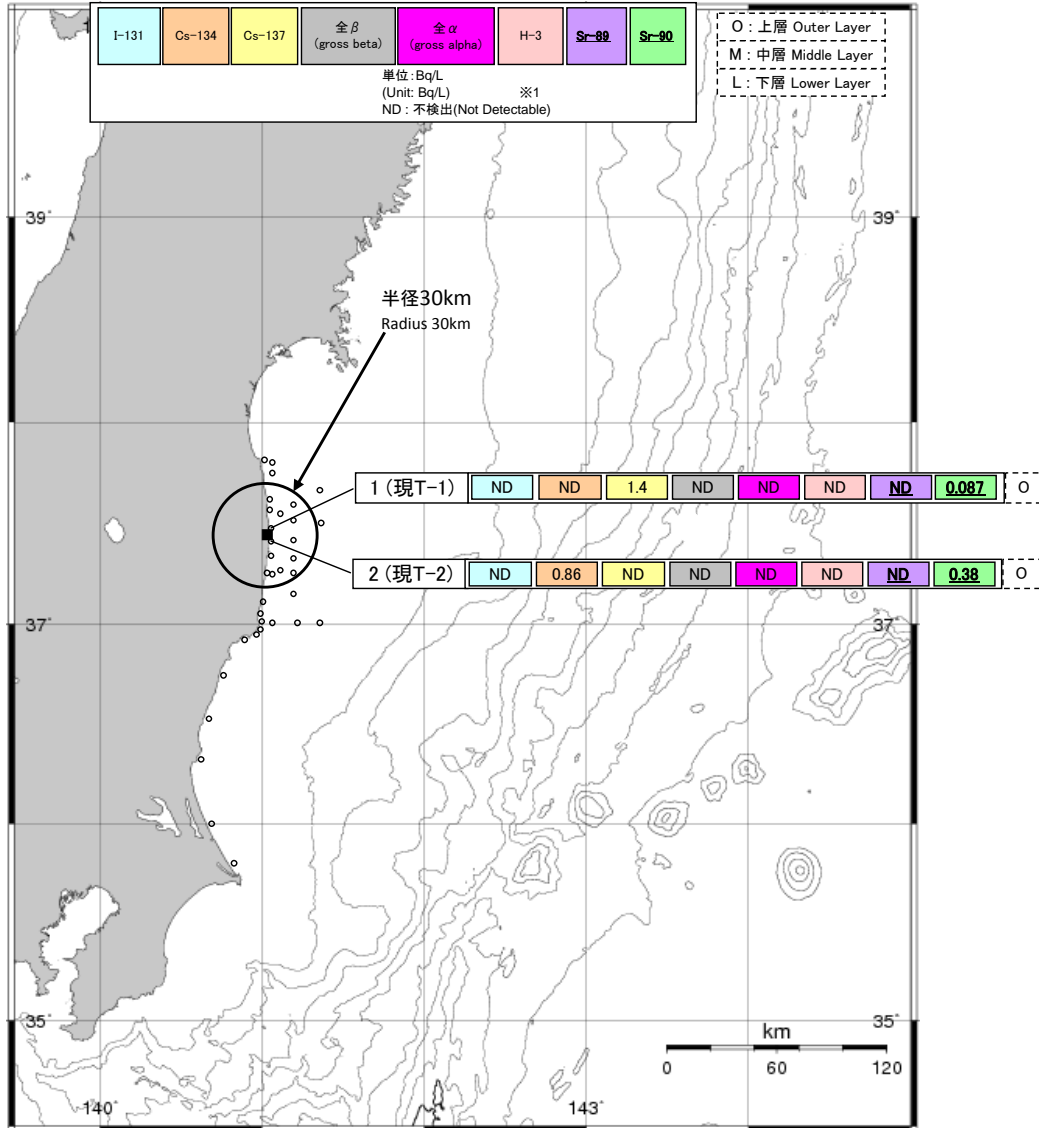 I-131 Cs-134 Cs-137 全β (gross beta) 全α (gross alpha) H-3 Sr-89 Sr-90
単位:Bq/L
(Unit: Bq/L) ※1
ND : 不検出(Not Detectable)
O : 上層 Outer Layer
M : 中層 Middle Layer
L : 下層 Lower Layer
39° 39°
半径30km
Radius 30km
1 (現T-1) ND ND 1.4 ND ND ND ND 0.087 O
2 (現T-2) ND 0.86 ND ND ND ND ND 0.38 O
37° 37°
35° 35°
km
0 60 120
140° 143°